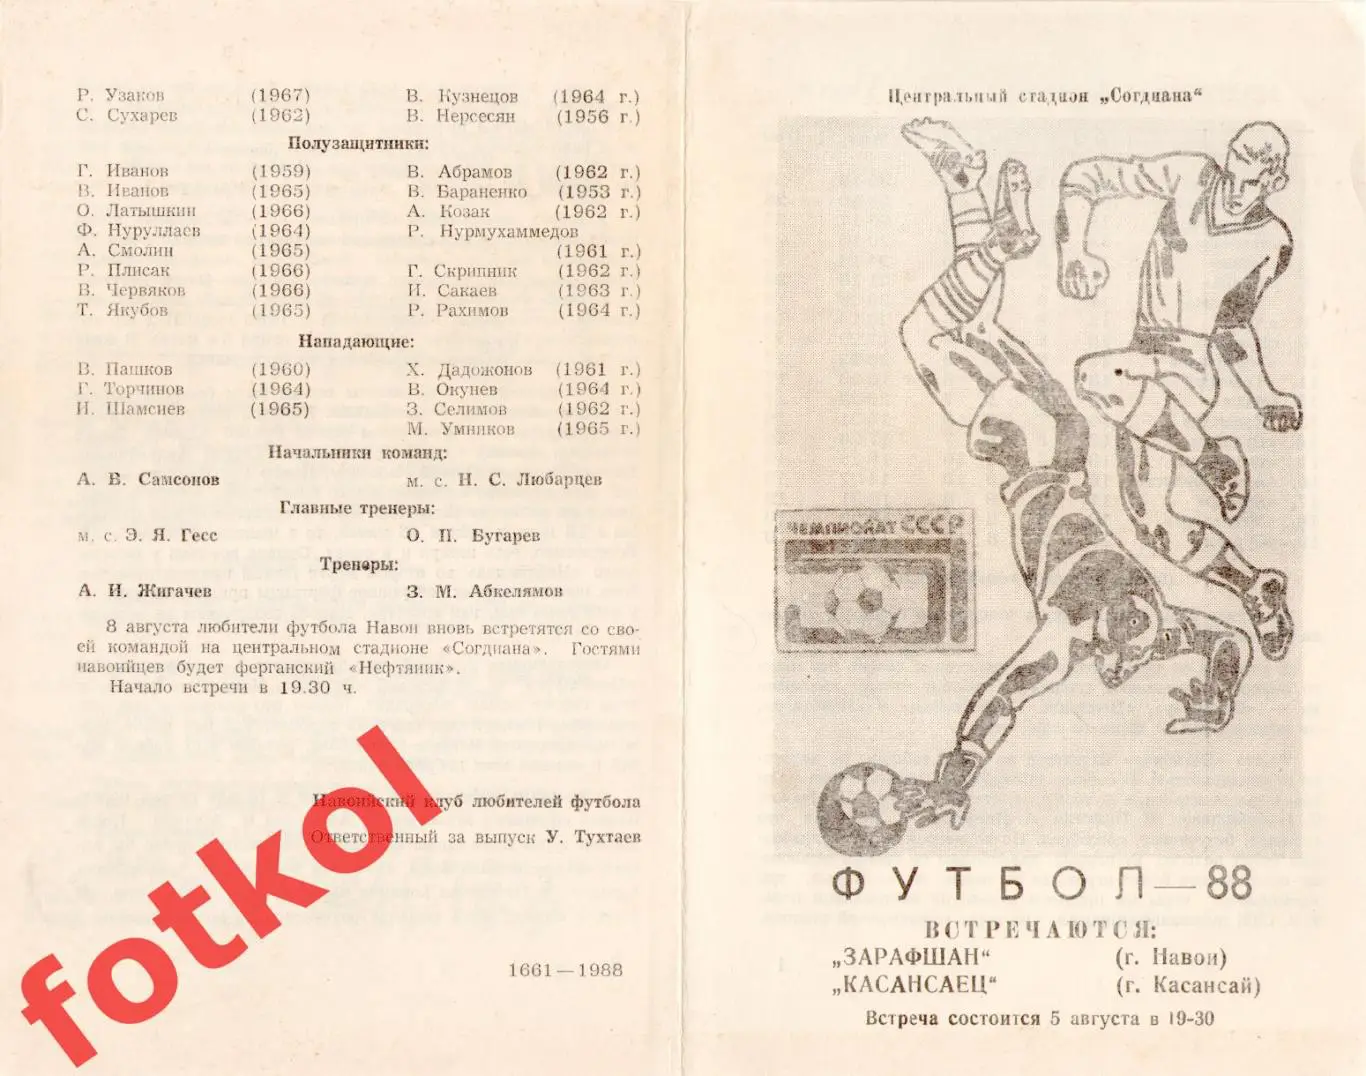 Р. Узаков (1967) В. Кузнецов (1964 г.)
С. Сухарев (1962) В. Нерсесян (1956 г.)
Полузащитники:
Г. Иванов (1959) В. Абрамов (1962 г.)
В. Иванов (1965) В. Бараненко (1953 г.)
О. Латышкин (1966) А. Козак (1962 г.)
Ф. Нуруллаев (1964) Р. Нурмухаммедов
А. Смолин (1965) (1961 г.)
Р. Плисак (1966) Г. Скрипник (1962 г.)
В. Червяков (1966) И. Сакаев (1963 г.)
Т. Якубов (1965) Р. Рахимов (1964 г.)
Нападающие:
В. Пашков (1960) Х. Дадожонов (1961 г.)
Г. Торчинов (1964) В. Окунев (1964 г.)
И. Шамсиев (1965) З. Селимов (1962 г.)
М. Умников (1965 г.)
Начальники команд:
А. В. Самсонов м. с. Н. С. Любарцев
Главные тренеры:
м. с. Э. Я. Гесс О. П. Бугарев
Тренеры:
А. И. Жигачев З. М. Абкелямов
8 августа любители футбола Навои вновь встретятся со сво-
ей командой на центральном стадионе «Согдиана». Гостями
навоийцев будет ферганский «Нефтяник».
Начало встречи в 19.30 ч.
Навоийский клуб любителей футбола
Ответственный за выпуск У. Тухтаев
1661—1988
fotkol
Центральный стадион „Согдиана“
ЧЕМПИОНАТ СССР
ФУТБОЛ—88
ВСТРЕЧАЮТСЯ:
„ЗАРАФШАН“ (г. Навои)
„КАСАНСАЕЦ“ (г. Касансай)
Встреча состоится 5 августа в 19-30